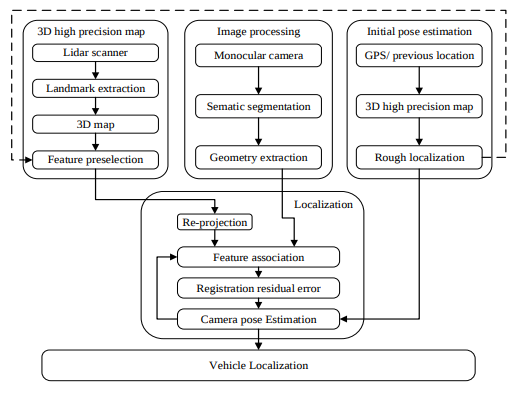 3D high precision map
Lidar scanner
Landmark extraction
3D map
Feature preselection
Image processing
Monocular camera
Sematic segmentation
Geometry extraction
Initial pose estimation
GPS/ previous location
3D high precision map
Rough localization
Localization
Re-projection
Feature association
Registration residual error
Camera pose Estimation
Vehicle Localization